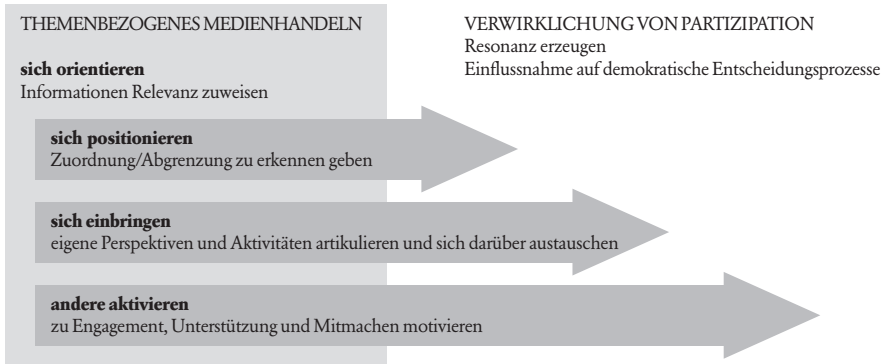 THEMENBEZOGENES MEDIENHANDELN
sich orientieren
Informationen Relevanz zuweisen
VERWIRKLICHUNG VON PARTIZIPATION
Resonanz erzeugen
Einflussnahme auf demokratische Entscheidungsprozesse
sich positionieren
Zuordnung/Abgrenzung zu erkennen geben
sich einbringen
eigene Perspektiven und Aktivitäten artikulieren und sich darüber austauschen
andere aktivieren
zu Engagement, Unterstützung und Mitmachen motivieren